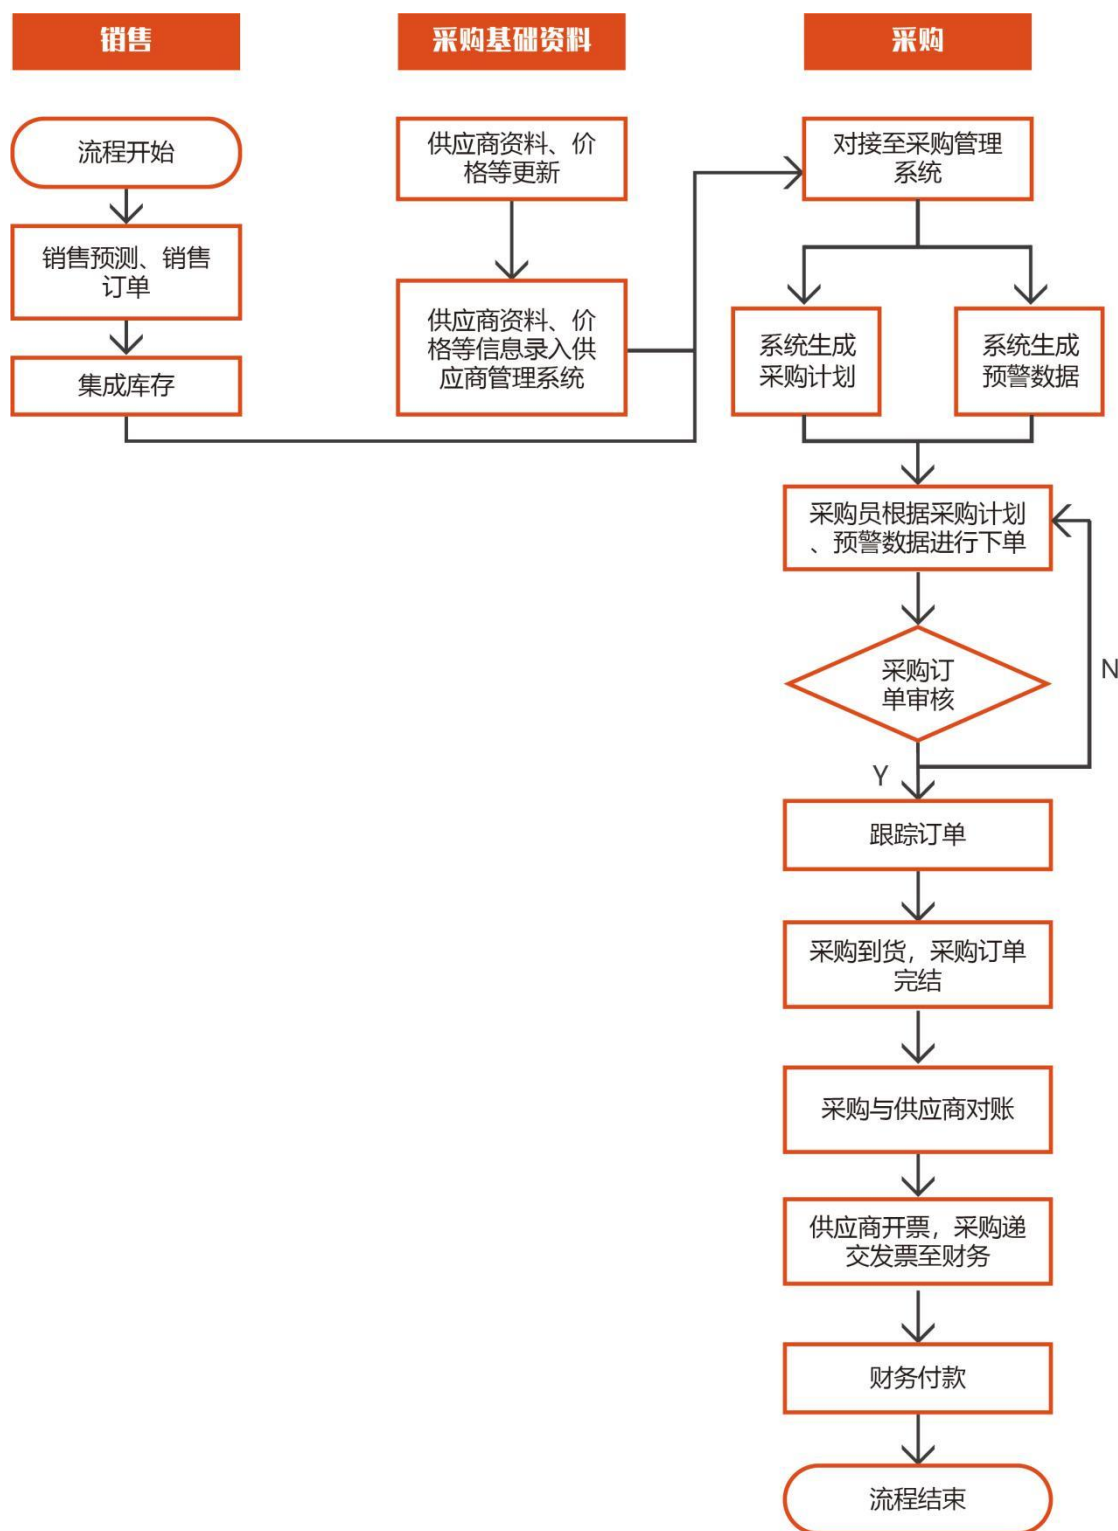 销售
采购基础资料
采购
流程开始
销售预测、销售
订单
集成库存
供应商资料、价
格等更新
供应商资料、价
格等信息录入供
应商管理系统
对接至采购管理
系统
系统生成
采购计划
系统生成
预警数据
采购员根据采购计划
、预警数据进行下单
采购订
单审核
N
Y
跟踪订单
采购到货，采购订单
完结
采购与供应商对账
供应商开票，采购递
交发票至财务
财务付款
流程结束